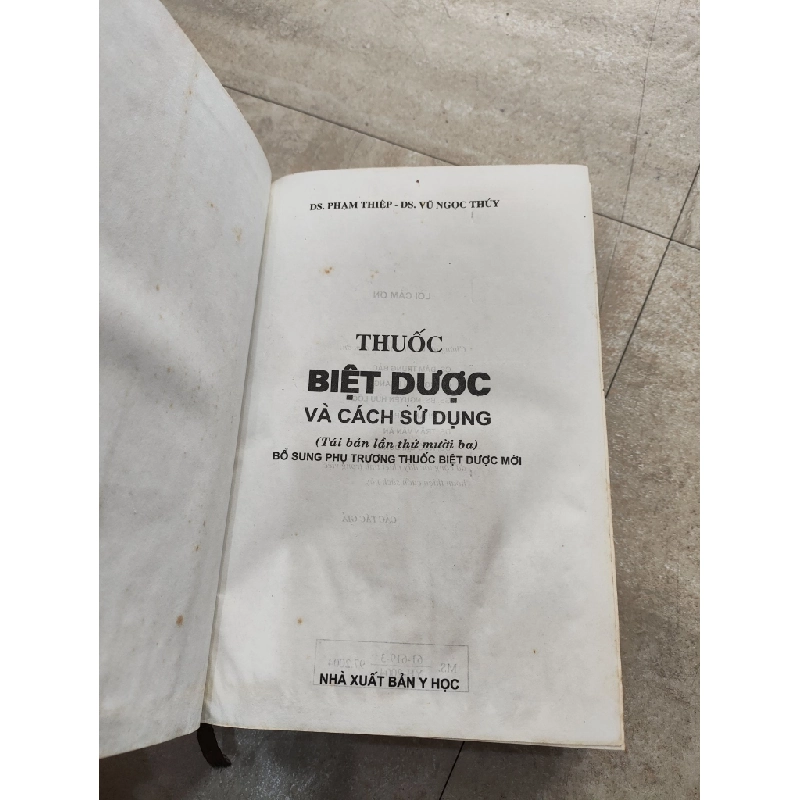 DS. PHẠM THIỆP - DS. VŨ NGỌC THÚY
THUỐC
BIỆT DƯỢC
VÀ CÁCH SỬ DỤNG
(Tái bản lần thứ mười ba)
BỔ SUNG PHỤ TRƯƠNG THUỐC BIỆT DƯỢC MỚI
NHÀ XUẤT BẢN Y HỌC